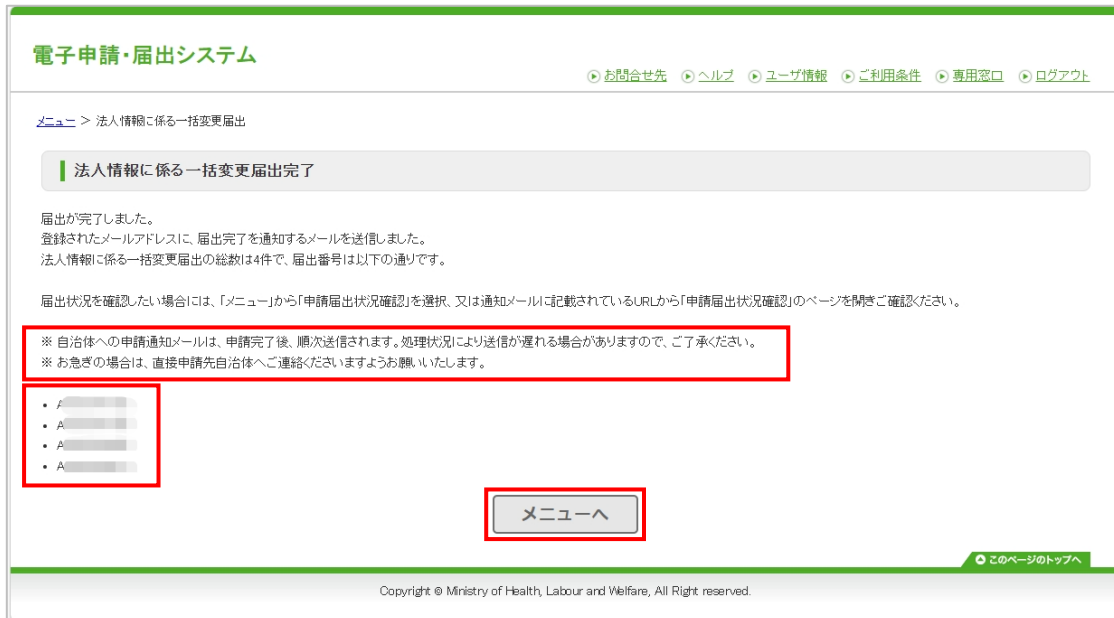 電子申請・届出システム
お問合せ先 ヘルプ ユーザ情報 ご利用条件 専用窓口 ログアウト
メニュー > 法人情報に係る一括変更届出
法人情報に係る一括変更届出完了
届出が完了しました。
登録されたメールアドレスに、届出完了を通知するメールを送信しました。
法人情報に係る一括変更届出の総数は4件で、届出番号は以下の通りです。
届出状況を確認したい場合には、「メニュー」から「申請届出状況確認」を選択、又は通知メールに記載されているURLから「申請届出状況確認」のページを開きご確認ください。
※ 自治体への申請通知メールは、申請完了後、順次送信されます。処理状況により送信が遅れる場合がありますので、ご了承ください。
※ お急ぎの場合は、直接申請先自治体へご連絡くださいますようお願いいたします。
• A
• A
• A
• A
メニューへ
このページのトップへ
Copyright © Ministry of Health, Labour and Welfare, All Right reserved.